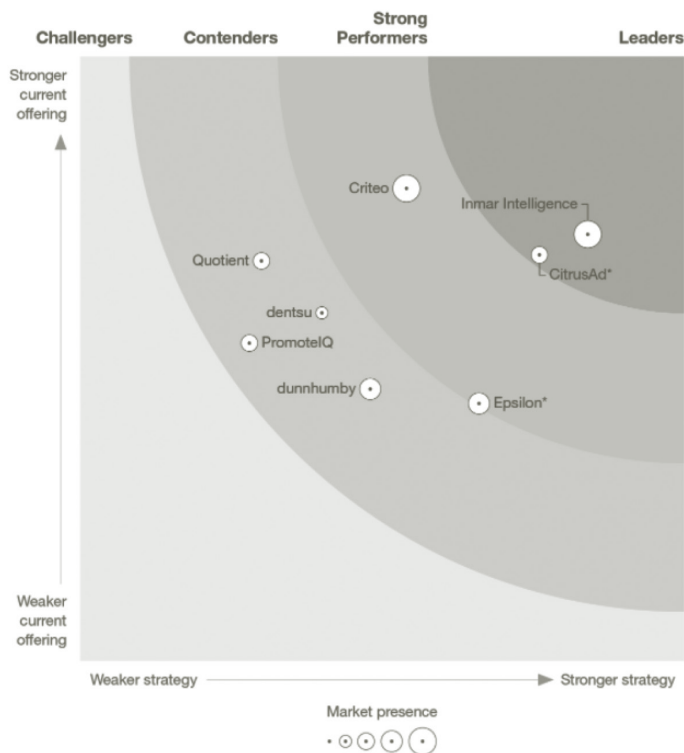 Challengers
Contenders
Strong
Performers
Leaders
Stronger
current
offering
Criteo
Inmar Intelligence
Quotient
CitrusAd*
dentsu
PromoteIQ
dunnhumby
Epsilon*
Weaker
current
offering
Weaker strategy
Stronger strategy
Market presence